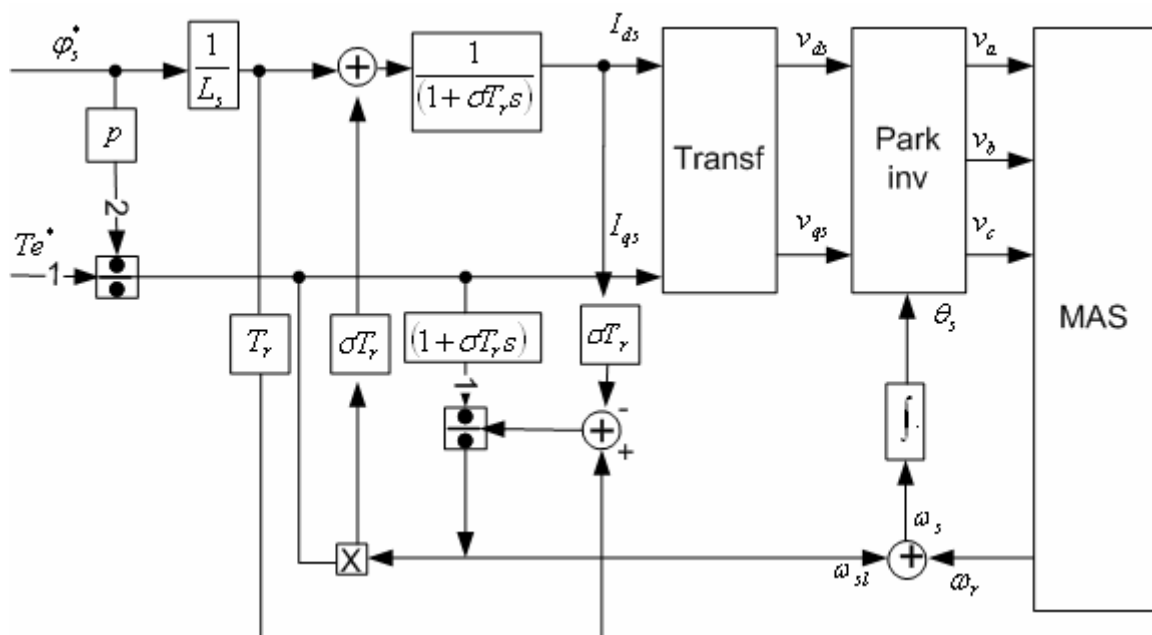 φ*s
1
Ls
+
1
(1+σTrs)
Ids
vds
va
p
2
Te*
1
Iqs
Transf
vqs
Park
inv
vb
vc
MAS
Tr
σTr
(1+σTrs)
σTr
θs
1
-
+
+
∫
ωs
X
ωsl
+
ωr